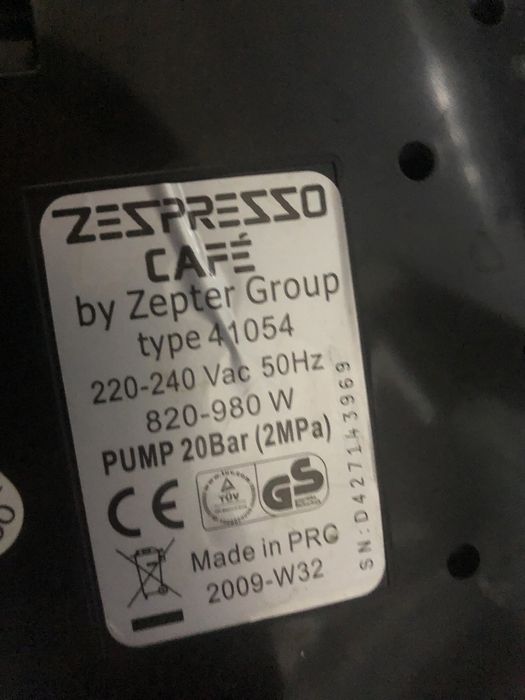 ZESPRESSO
CAFÉ
by Zepter Group
type 41054
220-240 Vac 50Hz
820-980 W
PUMP 20Bar (2MPa)
CE
TÜV
GS
Made in PRC
2009-W32
SN:D427143969